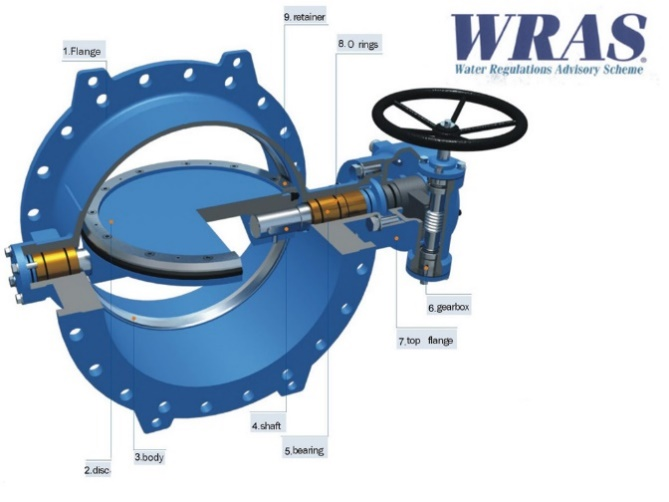 9. retainer
8.O rings
1.Flange
WRAS®
Water Regulations Advisory Scheme
6.gearbox
7.top flange
4.shaft
5.bearing
3.body
2.disc